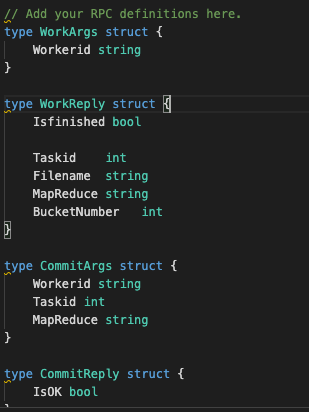 // Add your RPC definitions here.
type WorkArgs struct {
    Workerid string
}

type WorkReply struct {
    Isfinished bool

    Taskid    int
    Filename  string
    MapReduce string
    BucketNumber   int
}

type CommitArgs struct {
    Workerid string
    Taskid int
    MapReduce string
}

type CommitReply struct {
    IsOK bool
}